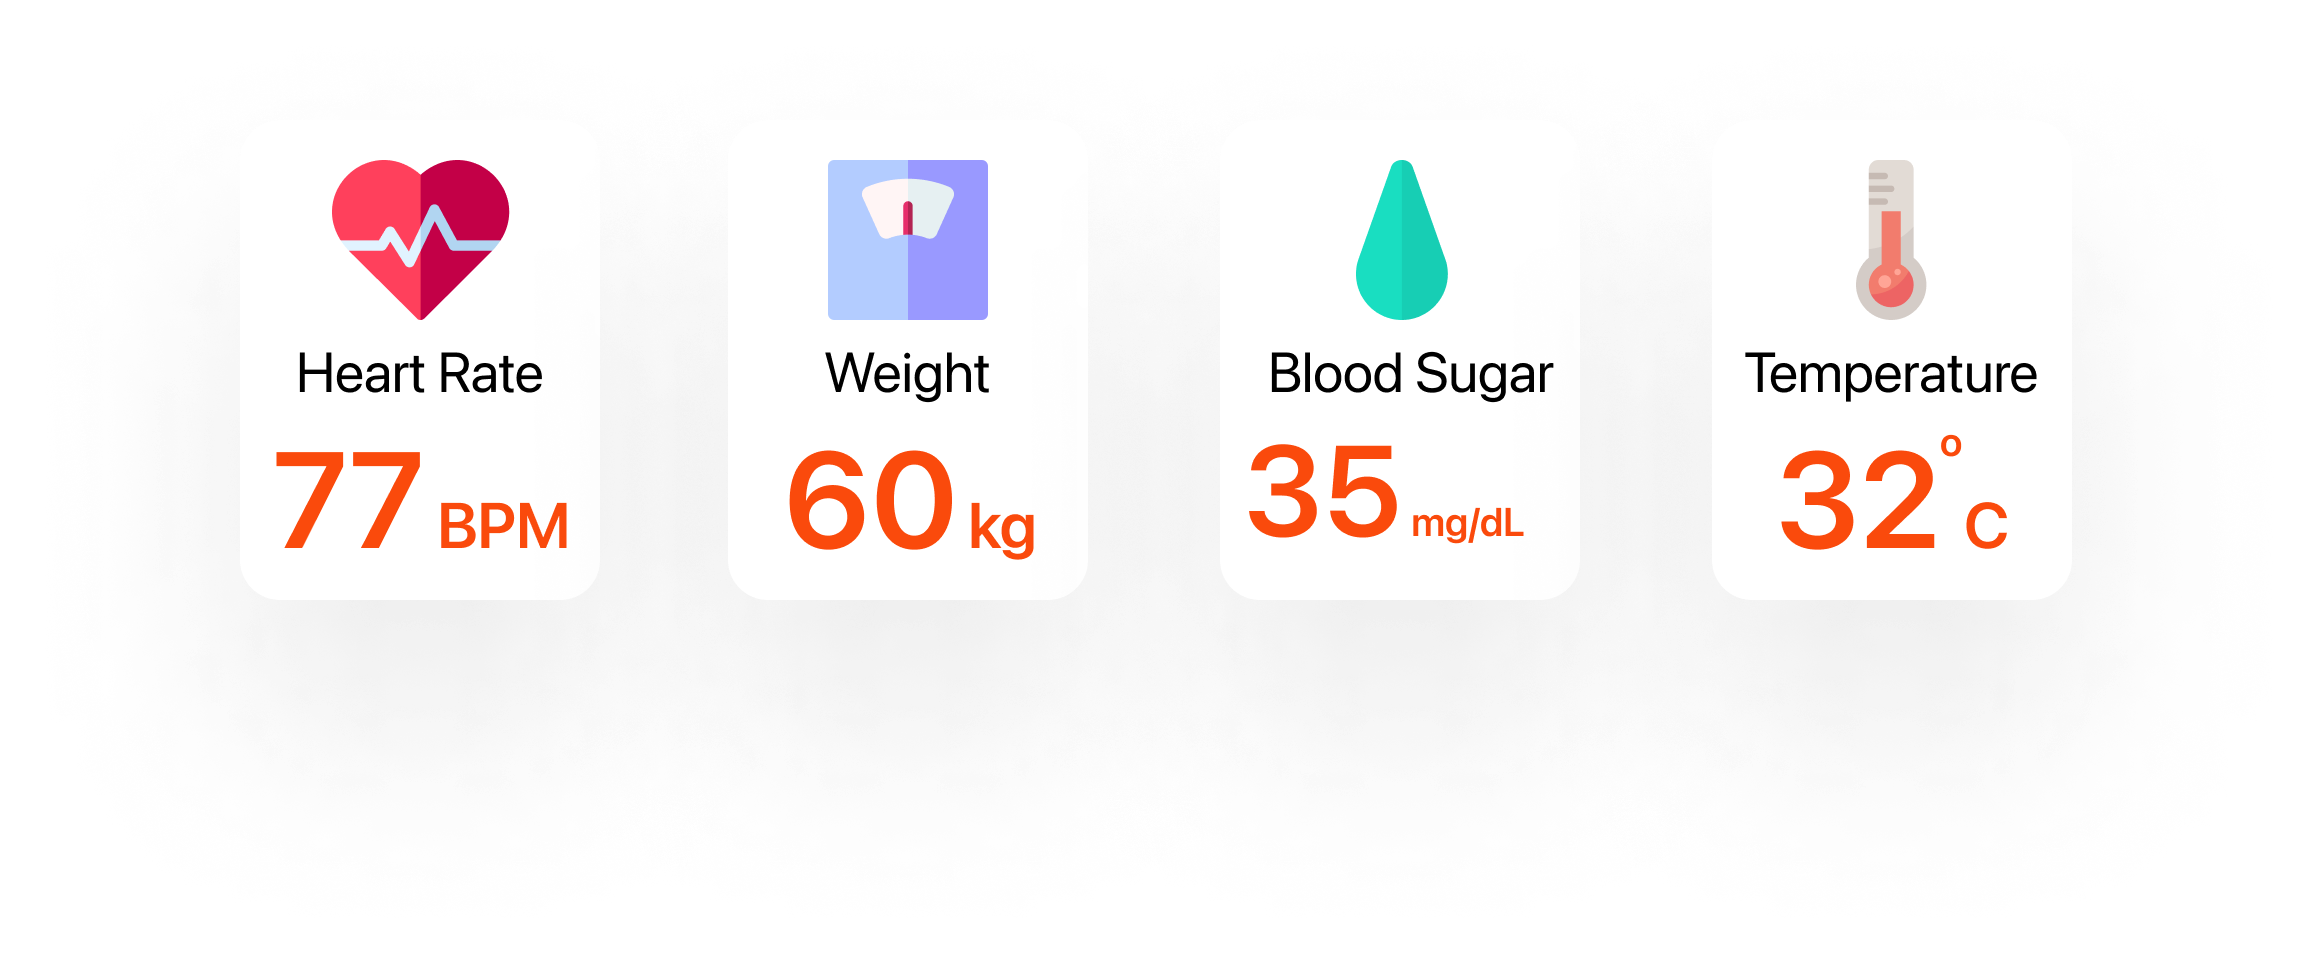 Heart Rate
77 BPM
Weight
60 kg
Blood Sugar
35 mg/dL
Temperature
32° c